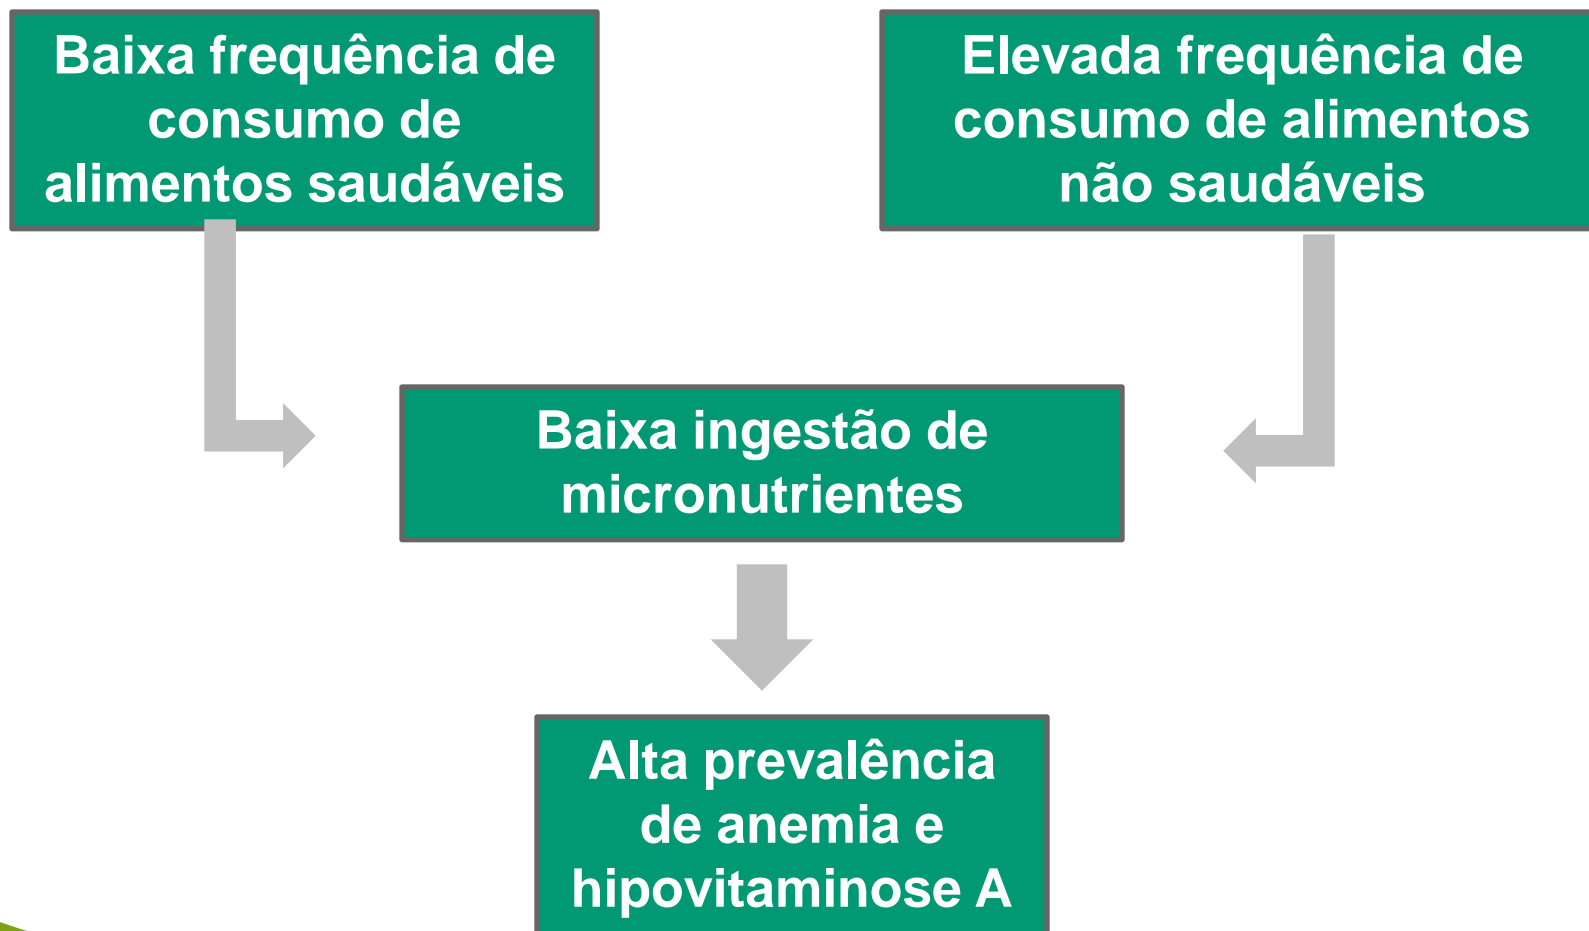 Baixa frequência de
consumo de
alimentos saudáveis
Elevada frequência de
consumo de alimentos
não saudáveis
Baixa ingestão de
micronutrientes
Alta prevalência
de anemia e
hipovitaminose A